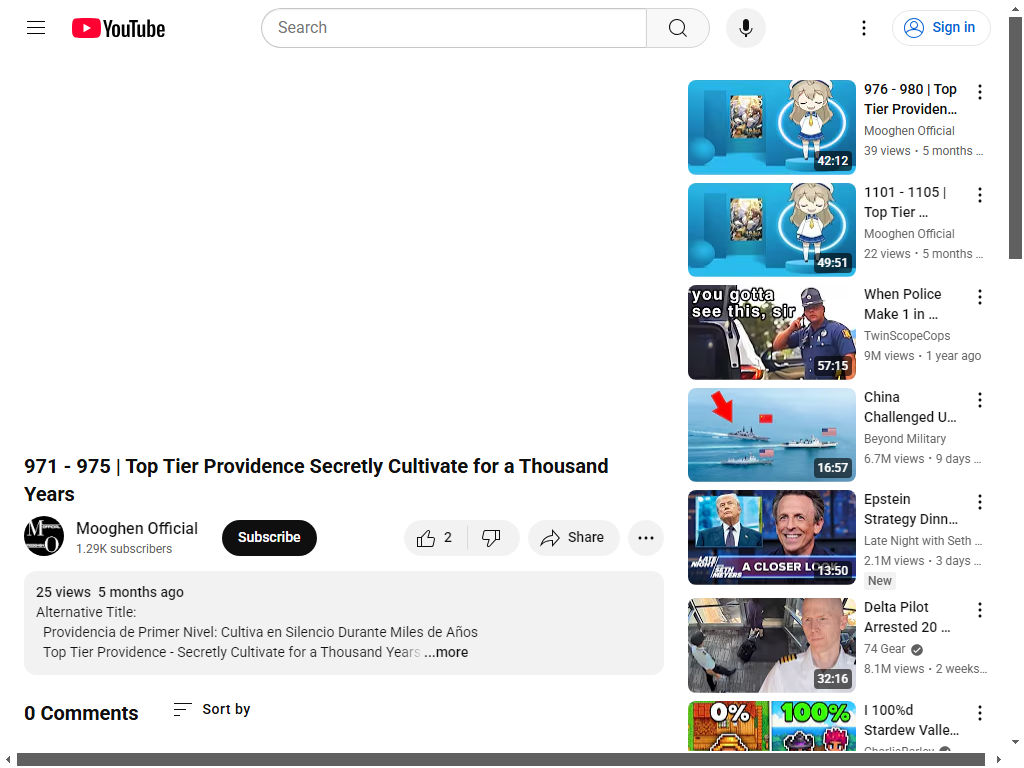 YouTube
Search
Sign in
971 - 975 | Top Tier Providence Secretly Cultivate for a Thousand
Years
Mooghen Official
1.29K subscribers
Subscribe
2
Share
25 views 5 months ago
Alternative Title:
Providencia de Primer Nivel: Cultiva en Silencio Durante Miles de Años
Top Tier Providence - Secretly Cultivate for a Thousand Years ...more
0 Comments
Sort by
42:12
976 - 980 | Top
Tier Providen...
Mooghen Official
39 views • 5 months ...
49:51
1101 - 1105 |
Top Tier ...
Mooghen Official
22 views • 5 months ...
you gotta
see this, sir
57:15
When Police
Make 1 in ...
TwinScopeCops
9M views • 1 year ago
16:57
China
Challenged U...
Beyond Military
6.7M views • 9 days ...
LATE NIGHT
SETH MEYERS
A CLOSER LOOK
13:50
Epstein
Strategy Dinn...
Late Night with Seth ...
2.1M views • 3 days ...
New
32:16
Delta Pilot
Arrested 20 ...
74 Gear
8.1M views • 2 weeks...
0% 100%
I 100%d
Stardew Valle...
CharlieBarley